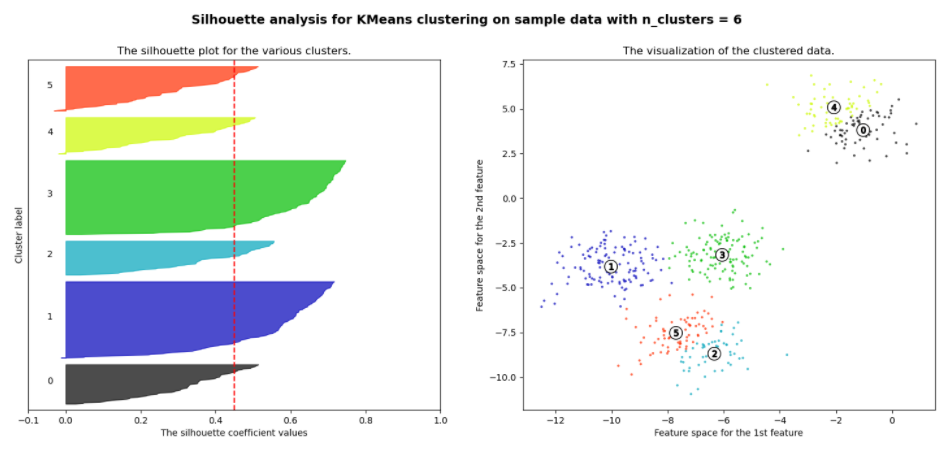 Silhouette analysis for KMeans clustering on sample data with n_clusters = 6
The silhouette plot for the various clusters.
5
4
3
2
1
0
Cluster label
-0.1 0.0 0.2 0.4 0.6 0.8 1.0
The silhouette coefficient values
The visualization of the clustered data.
7.5
5.0
2.5
0.0
−2.5
−5.0
−7.5
−10.0
Feature space for the 2nd feature
4
0
3
1
5
2
−12 −10 −8 −6 −4 −2 0
Feature space for the 1st feature